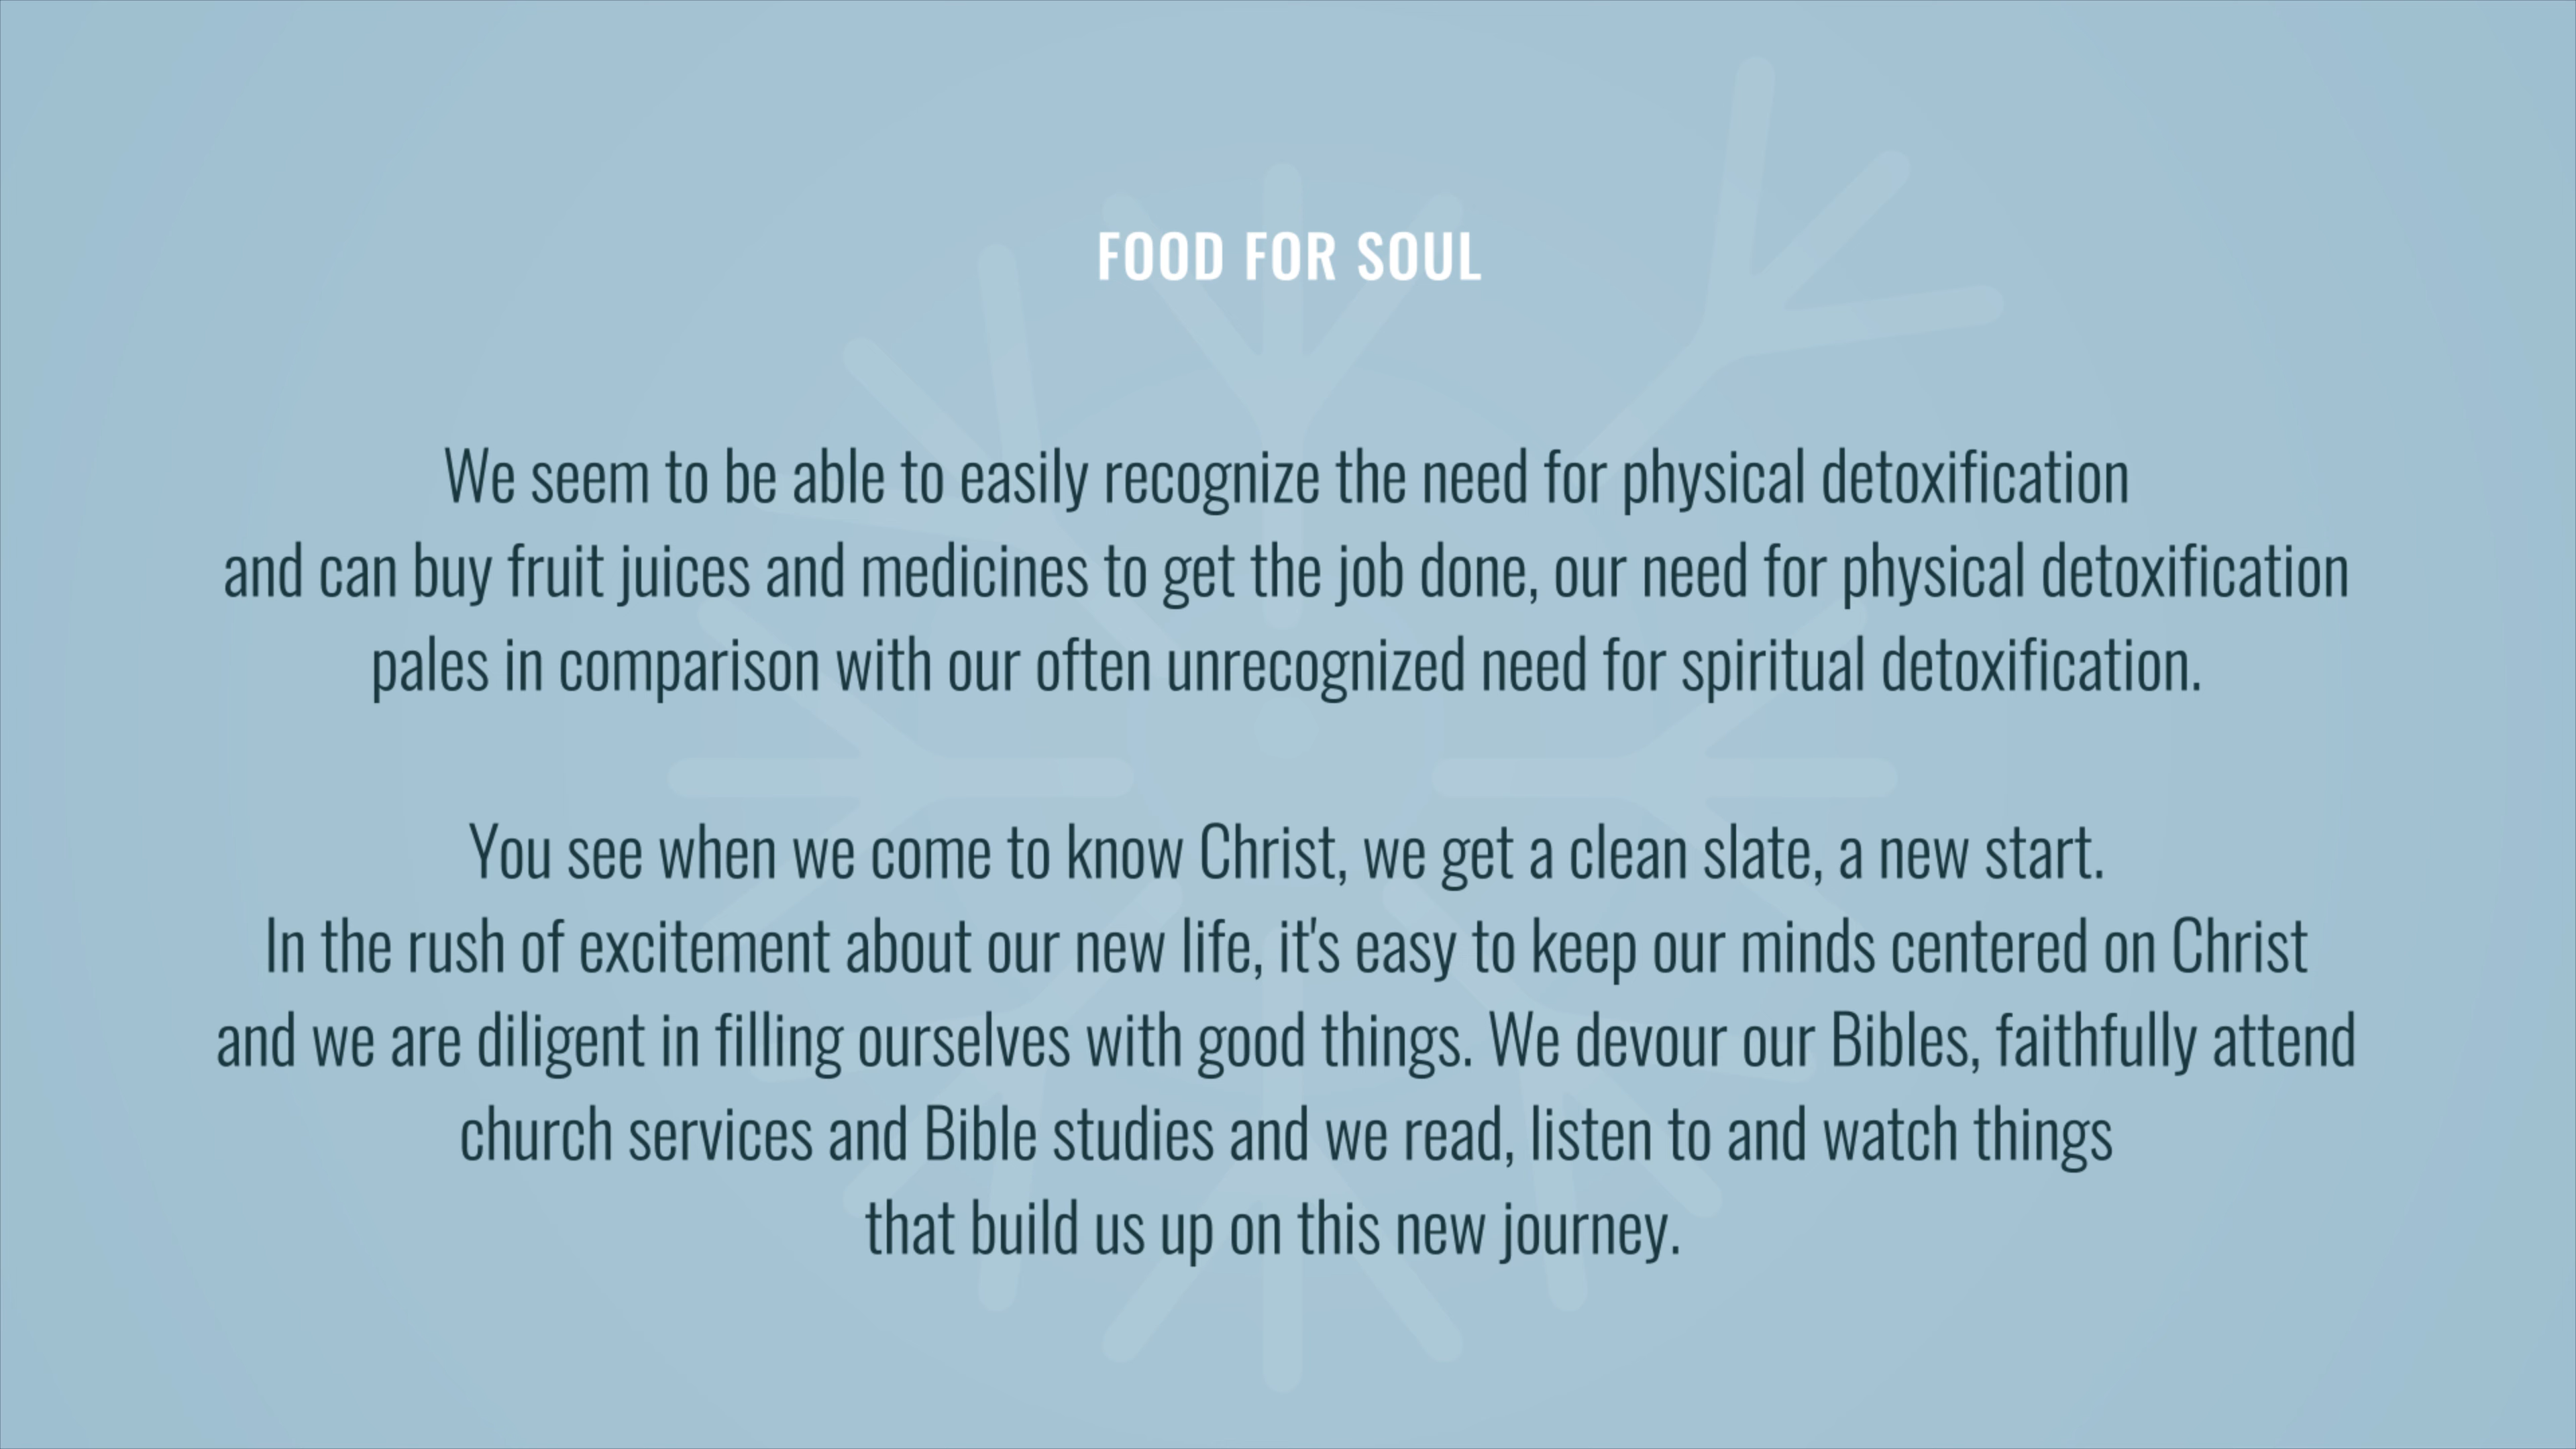 FOOD FOR SOUL
We seem to be able to easily recognize the need for physical detoxification
and can buy fruit juices and medicines to get the job done, our need for physical detoxification
pales in comparison with our often unrecognized need for spiritual detoxification.
You see when we come to know Christ, we get a clean slate, a new start.
In the rush of excitement about our new life, it's easy to keep our minds centered on Christ
and we are diligent in filling ourselves with good things. We devour our Bibles, faithfully attend
church services and Bible studies and we read, listen to and watch things
that build us up on this new journey.